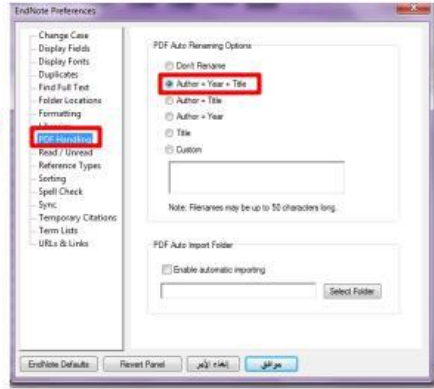 EndNote Preferences
Change Case
Display Fields
Display Fonts
Duplicates
Find Full Text
Folder Locations
Formatting
PDF Handling
Read / Unread
Reference Types
Sorting
Spell Check
Sync
Temporary Citations
Term Lists
URLs & Links
PDF Auto Renaming Options
Don't Rename
Author + Year + Title
Author + Title
Author + Year
Title
Custom
Note: Filenames may be up to 50 characters long.
PDF Auto Import Folder
Enable automatic importing
Select Folder
EndNote Defaults
Revert Panel
إلغاء الأمر
موافق